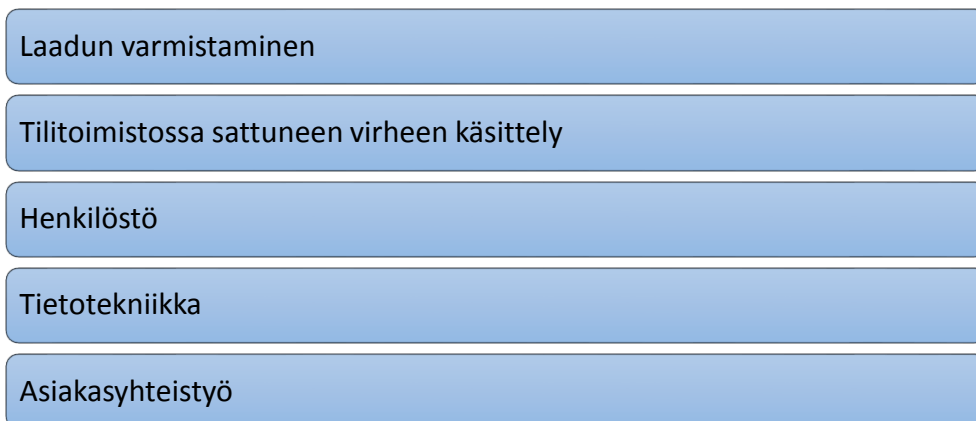 Laadun varmistaminen
Tilitoimistossa sattuneen virheen käsittely
Henkilöstö
Tietotekniikka
Asiakasyhteistyö